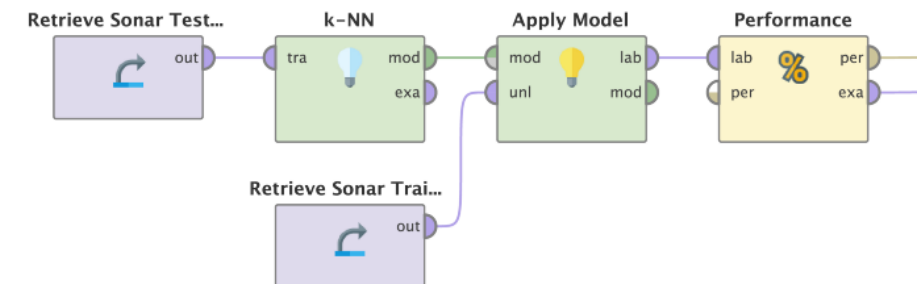 Retrieve Sonar Test...
k-NN
Apply Model
Performance
out
tra
mod
exa
mod
unl
lab
mod
lab
per
%
per
exa
Retrieve Sonar Trai...
out